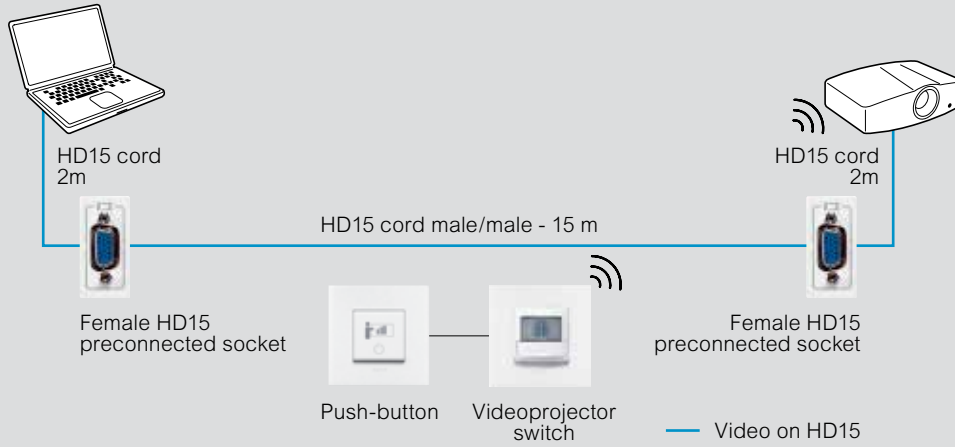 HD15 cord
2m
HD15 cord
2m
HD15 cord male/male - 15 m
Female HD15
preconnected socket
Female HD15
preconnected socket
Push-button
Videoprojector
switch
Video on HD15